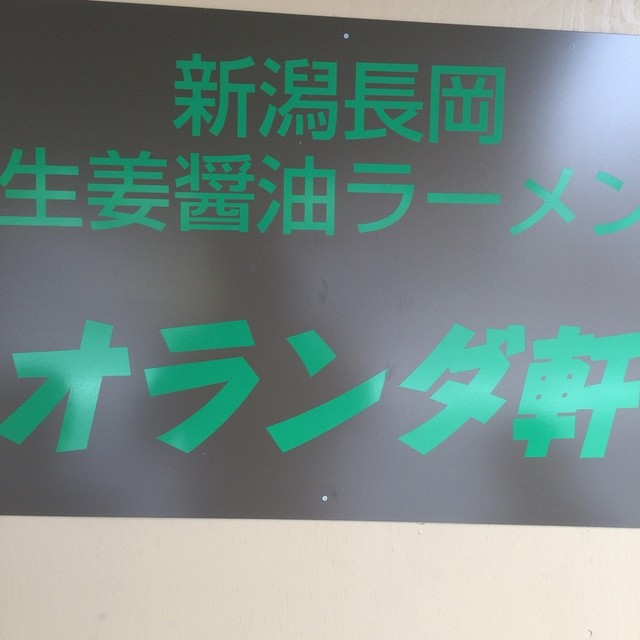 新潟長岡
生姜醤油ラーメン
オランダ軒